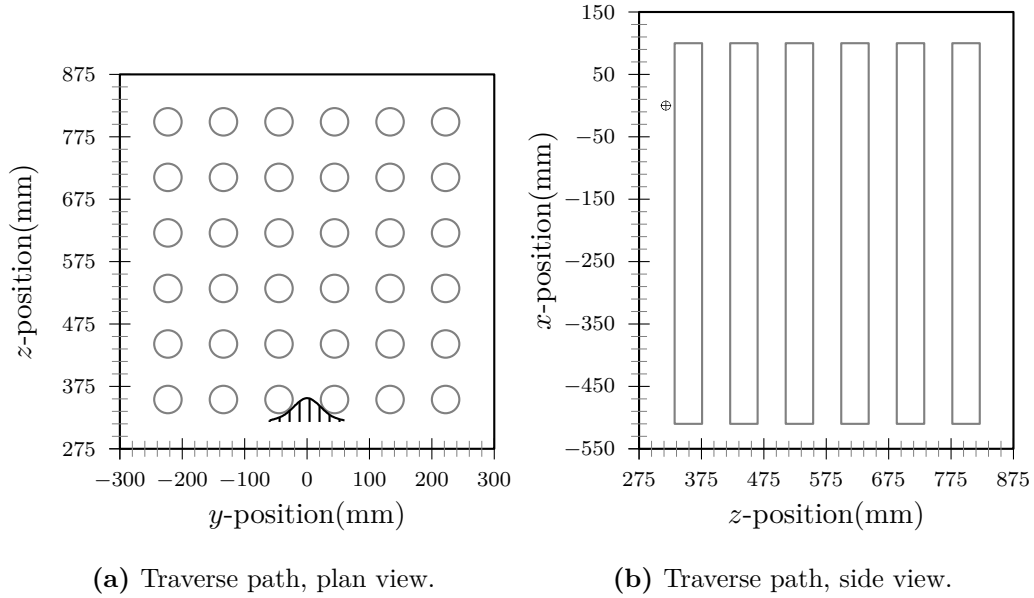 875
775
675
575
475
375
275
−300 −200 −100 0 100 200 300
z-position(mm)
y-position(mm)
(a) Traverse path, plan view.
150
50
−50
−150
−250
−350
−450
−550
275 375 475 575 675 775 875
x-position(mm)
z-position(mm)
(b) Traverse path, side view.